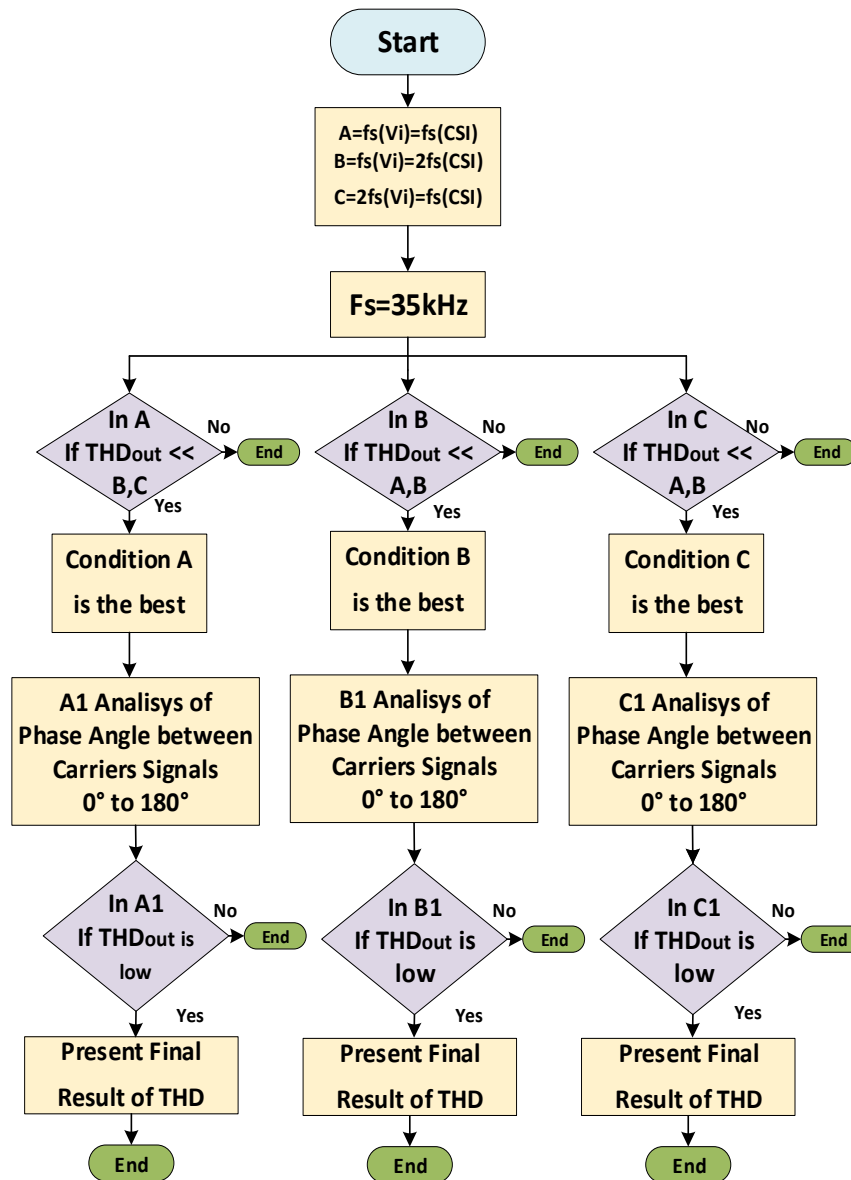 Start
A=fs(Vi)=fs(CSI)
B=fs(Vi)=2fs(CSI)
C=2fs(Vi)=fs(CSI)
Fs=35kHz
In A
If THDout <<
B,C
No
End
Yes
Condition A
is the best
A1 Analisys of
Phase Angle between
Carriers Signals
0° to 180°
In A1
If THDout is
low
No
End
Yes
Present Final
Result of THD
End
In B
If THDout <<
A,B
No
End
Yes
Condition B
is the best
B1 Analisys of
Phase Angle between
Carriers Signals
0° to 180°
In B1
If THDout is
low
No
End
Yes
Present Final
Result of THD
End
In C
If THDout <<
A,B
No
End
Yes
Condition C
is the best
C1 Analisys of
Phase Angle between
Carriers Signals
0° to 180°
In C1
If THDout is
low
No
End
Yes
Present Final
Result of THD
End